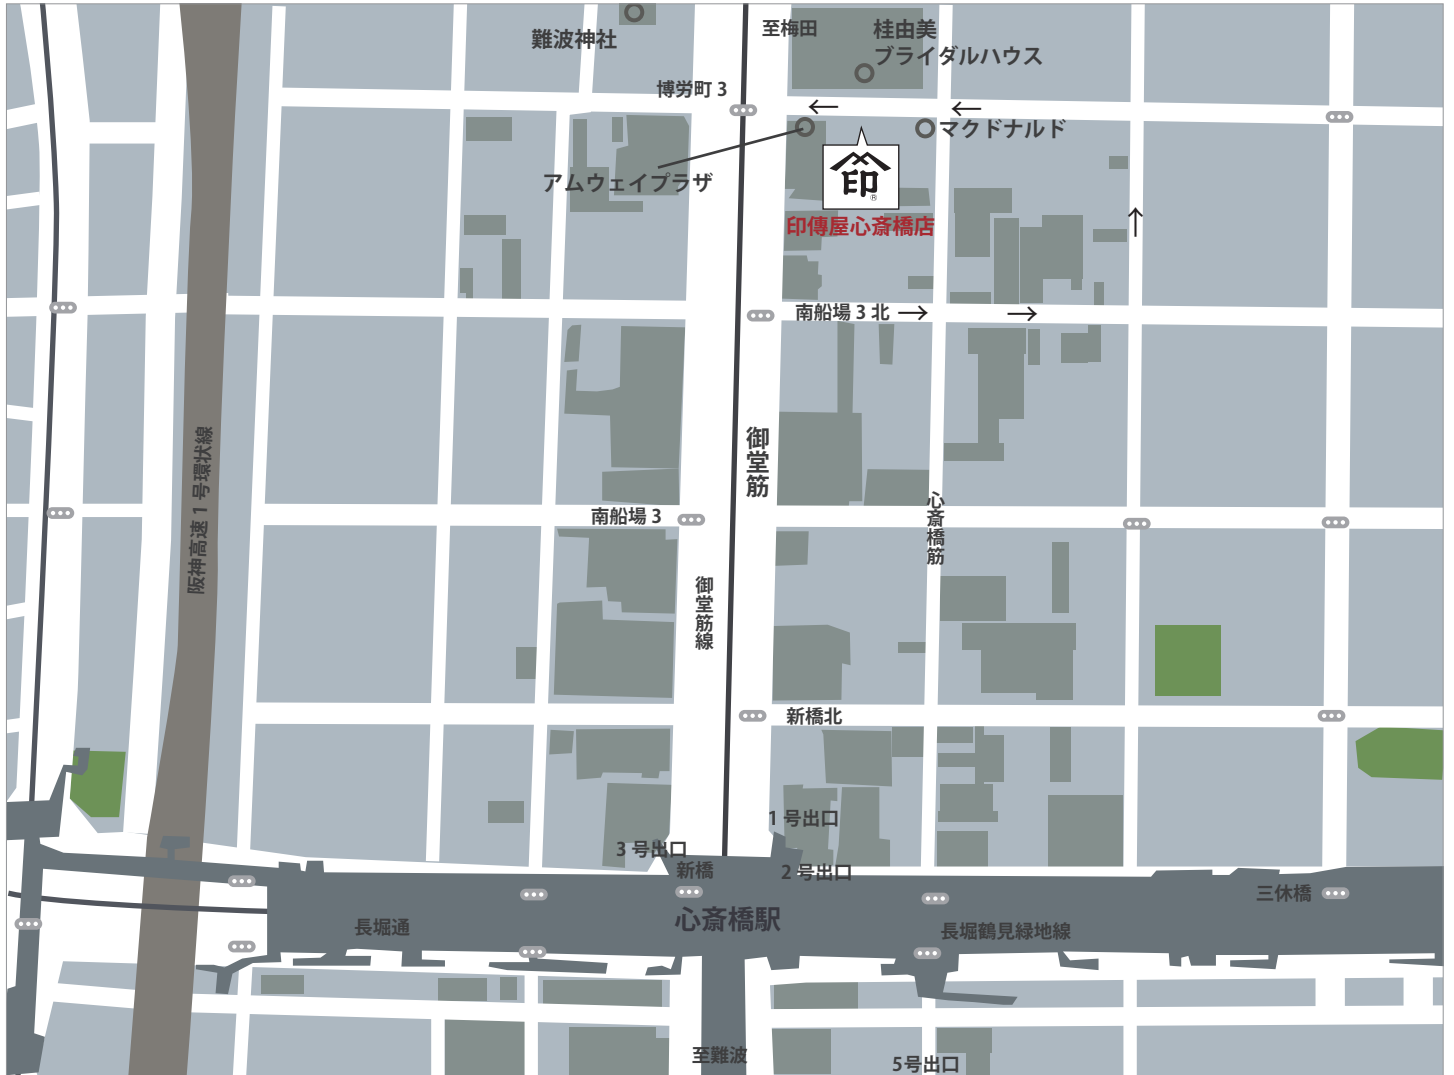 難波神社
至梅田
桂由美
ブライダルハウス
博労町 3
マクドナルド
アムウェイプラザ
印
®
印傳屋心斎橋店
南船場 3 北
御堂筋
阪神高速 1 号環状線
心斎橋筋
南船場 3
御堂筋線
新橋北
1 号出口
3 号出口
新橋
2 号出口
三休橋
心斎橋駅
長堀通
長堀鶴見緑地線
至難波
5号出口